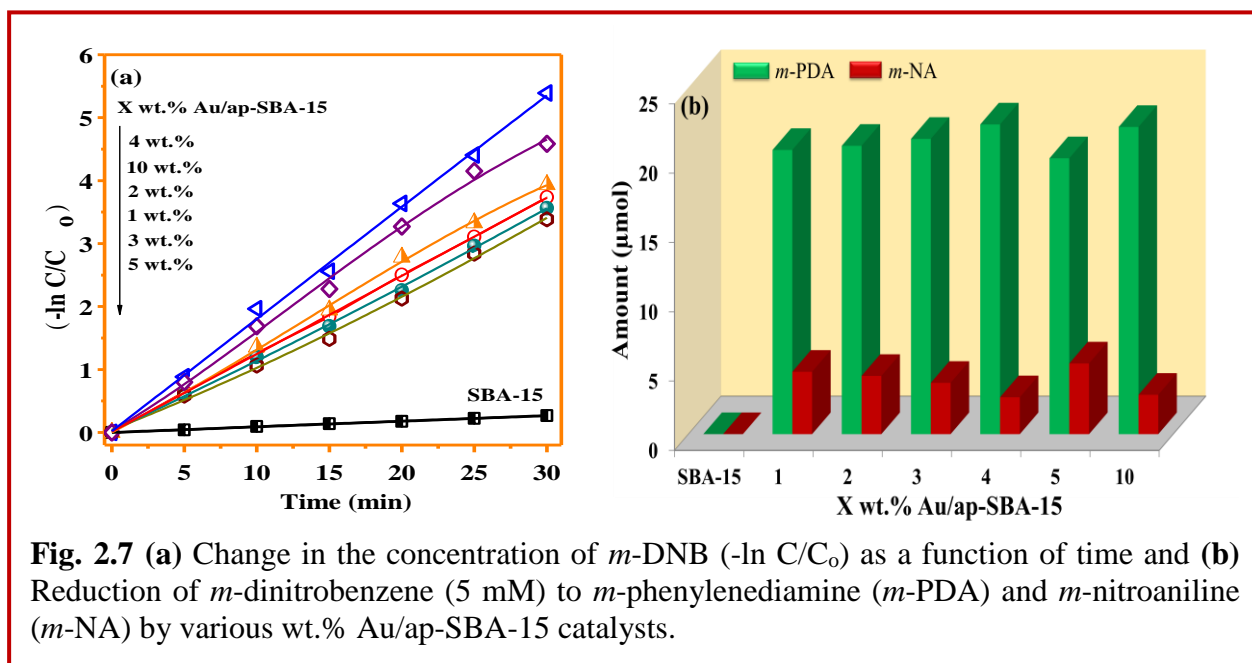 (a)
X wt.% Au/ap-SBA-15
4 wt.%
10 wt.%
2 wt.%
1 wt.%
3 wt.%
5 wt.%
SBA-15
6
5
4
3
2
1
0
(-ln C/C o)
0 5 10 15 20 25 30
Time (min)
m-PDA m-NA
(b)
25
20
15
10
5
0
Amount (µmol)
SBA-15 1 2 3 4 5 10
X wt.% Au/ap-SBA-15
Fig. 2.7 (a) Change in the concentration of m-DNB (-ln C/Co) as a function of time and (b)
Reduction of m-dinitrobenzene (5 mM) to m-phenylenediamine (m-PDA) and m-nitroaniline
(m-NA) by various wt.% Au/ap-SBA-15 catalysts.